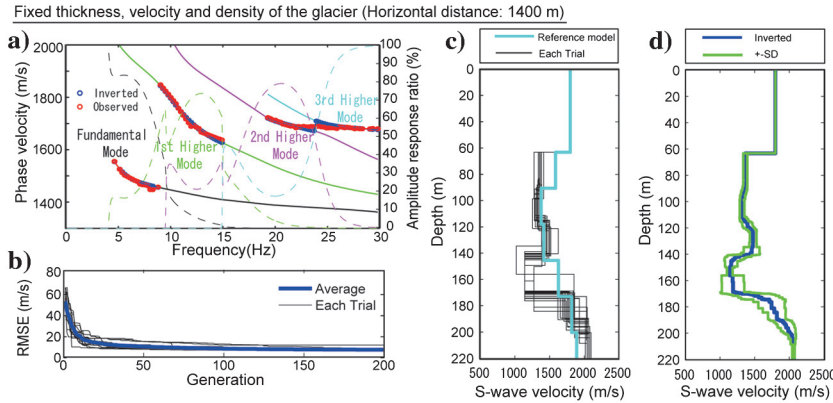 Fixed thickness, velocity and density of the glacier (Horizontal distance: 1400 m)
a)
Phase velocity (m/s)
2000
1800
1600
1400
Inverted
Observed
Fundamental
Mode
1st Higher
Mode
2nd Higher
Mode
3rd Higher
Mode
100
90
80
70
60
50
40
30
20
10
0
Amplitude response ratio (%)
0
5
10
15
20
25
30
Frequency(Hz)
b)
RMSE (m/s)
80
60
40
20
0
Average
Each Trial
0
50
100
150
200
Generation
c)
Reference model
Each Trial
Depth (m)
0
20
40
60
80
100
120
140
160
180
200
220
500 1000 1500 2000 2500
S-wave velocity (m/s)
d)
Inverted
+-SD
Depth (m)
0
20
40
60
80
100
120
140
160
180
200
220
500 1000 1500 2000 2500
S-wave velocity (m/s)